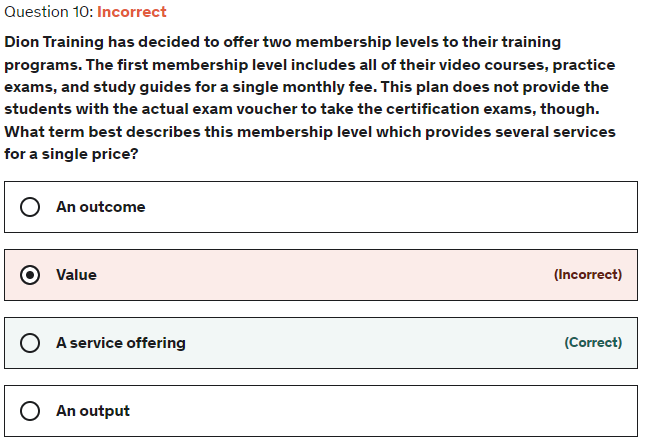 Question 10: Incorrect
Dion Training has decided to offer two membership levels to their training
programs. The first membership level includes all of their video courses, practice
exams, and study guides for a single monthly fee. This plan does not provide the
students with the actual exam voucher to take the certification exams, though.
What term best describes this membership level which provides several services
for a single price?
An outcome
Value (Incorrect)
A service offering (Correct)
An output